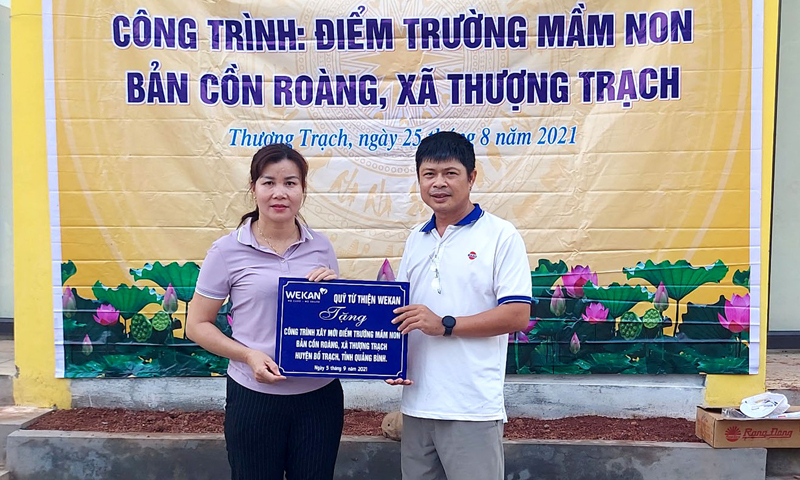 CÔNG TRÌNH: ĐIỂM TRƯỜNG MẦM NON
BẢN CỒN ROÀNG, XÃ THƯỢNG TRẠCH
Thượng Trạch, ngày 25 tháng 8 năm 2021
WEKAN QUỸ TỪ THIỆN WEKAN
Tặng
CÔNG TRÌNH XÂY MỚI ĐIỂM TRƯỜNG MẦM NON
BẢN CỒN ROÀNG, XÃ THƯỢNG TRẠCH
HUYỆN BỐ TRẠCH, TỈNH QUẢNG BÌNH.
Ngày 5 tháng 9 năm 2021
Rạng Đông